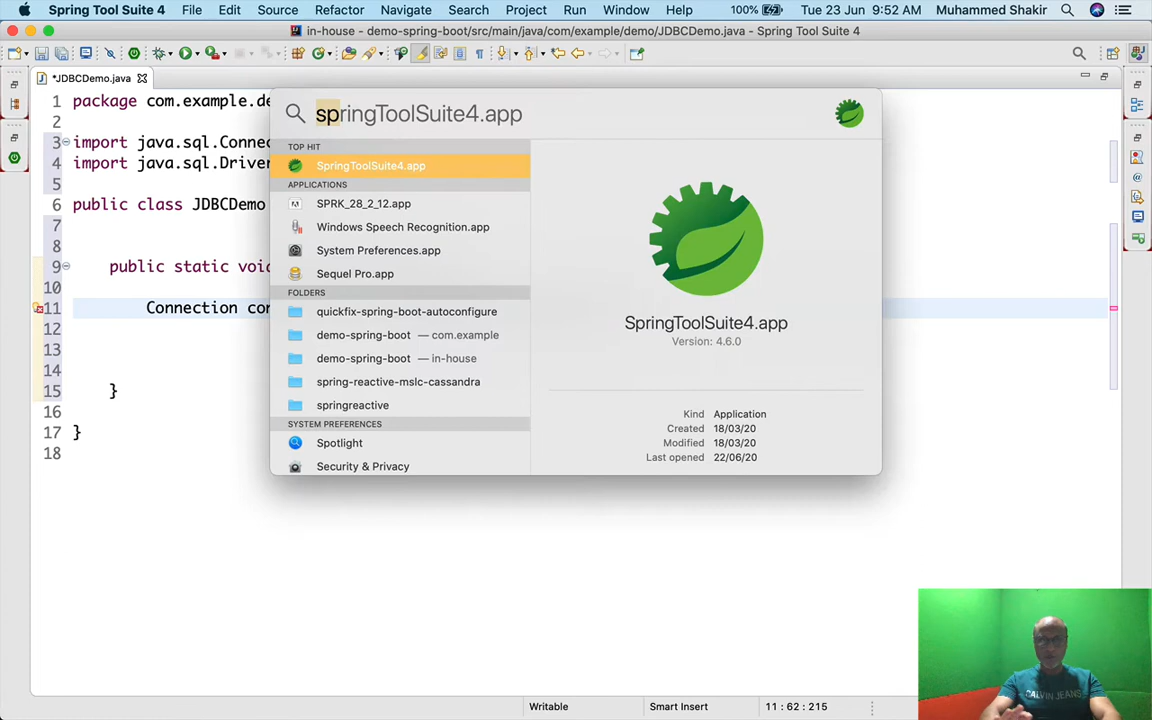 Spring Tool Suite 4 File Edit Source Refactor Navigate Search Project Run Window Help 100% Tue 23 Jun 9:52 AM Muhammed Shakir
in-house - demo-spring-boot/src/main/java/com/example/demo/JDBCDemo.java - Spring Tool Suite 4
*JDBCDemo.java
1 package com.example.de
2
3 import java.sql.Conne
4 import java.sql.Driver
5
6 public class JDBCDemo
7
8
9 public static void
10
11 Connection con
12
13
14
15 }
16
17 }
18
springToolSuite4.app
TOP HIT
SpringToolSuite4.app
APPLICATIONS
SPRK_28_2_12.app
Windows Speech Recognition.app
System Preferences.app
Sequel Pro.app
FOLDERS
quickfix-spring-boot-autoconfigure
demo-spring-boot — com.example
demo-spring-boot — in-house
spring-reactive-mslc-cassandra
springreactive
SYSTEM PREFERENCES
Spotlight
Security & Privacy
SpringToolSuite4.app
Version: 4.6.0
Kind Application
Created 18/03/20
Modified 18/03/20
Last opened 22/06/20
CALVIN JEANS
Writable Smart Insert 11 : 62 : 215